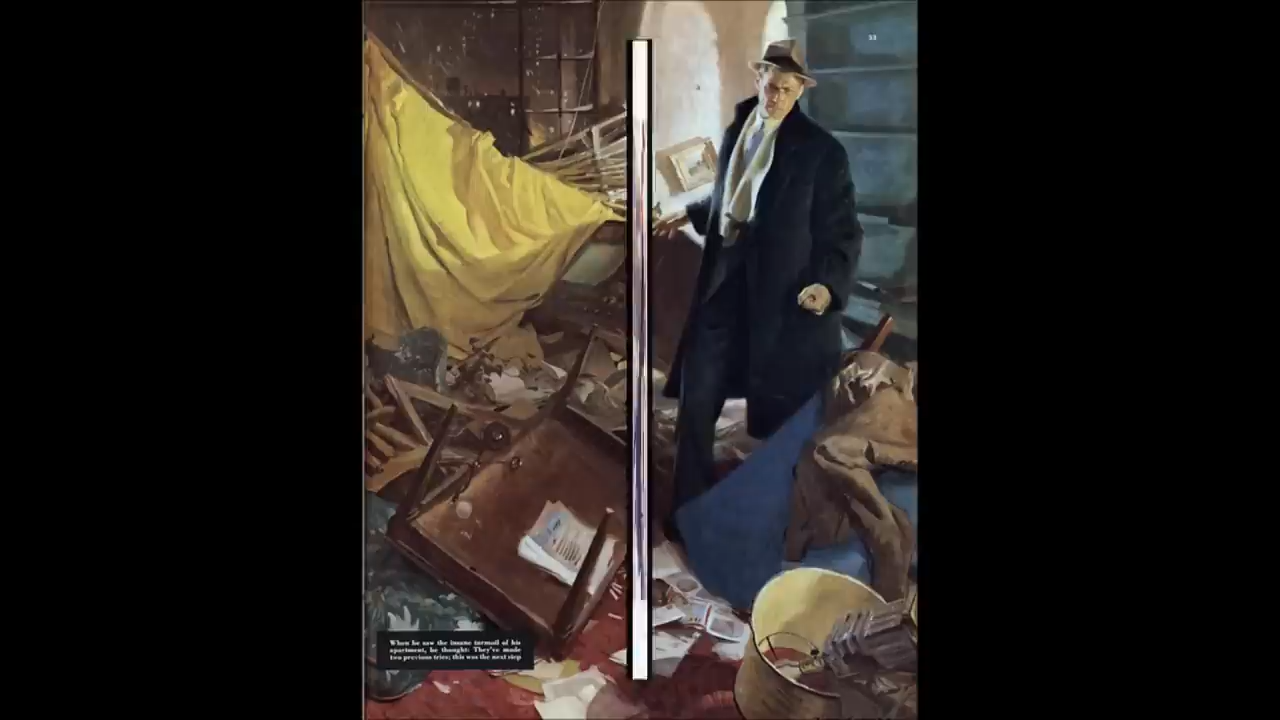 53
When he saw the insane turmoil of his
apartment, he thought: They've made
two previous tries; this was the next step